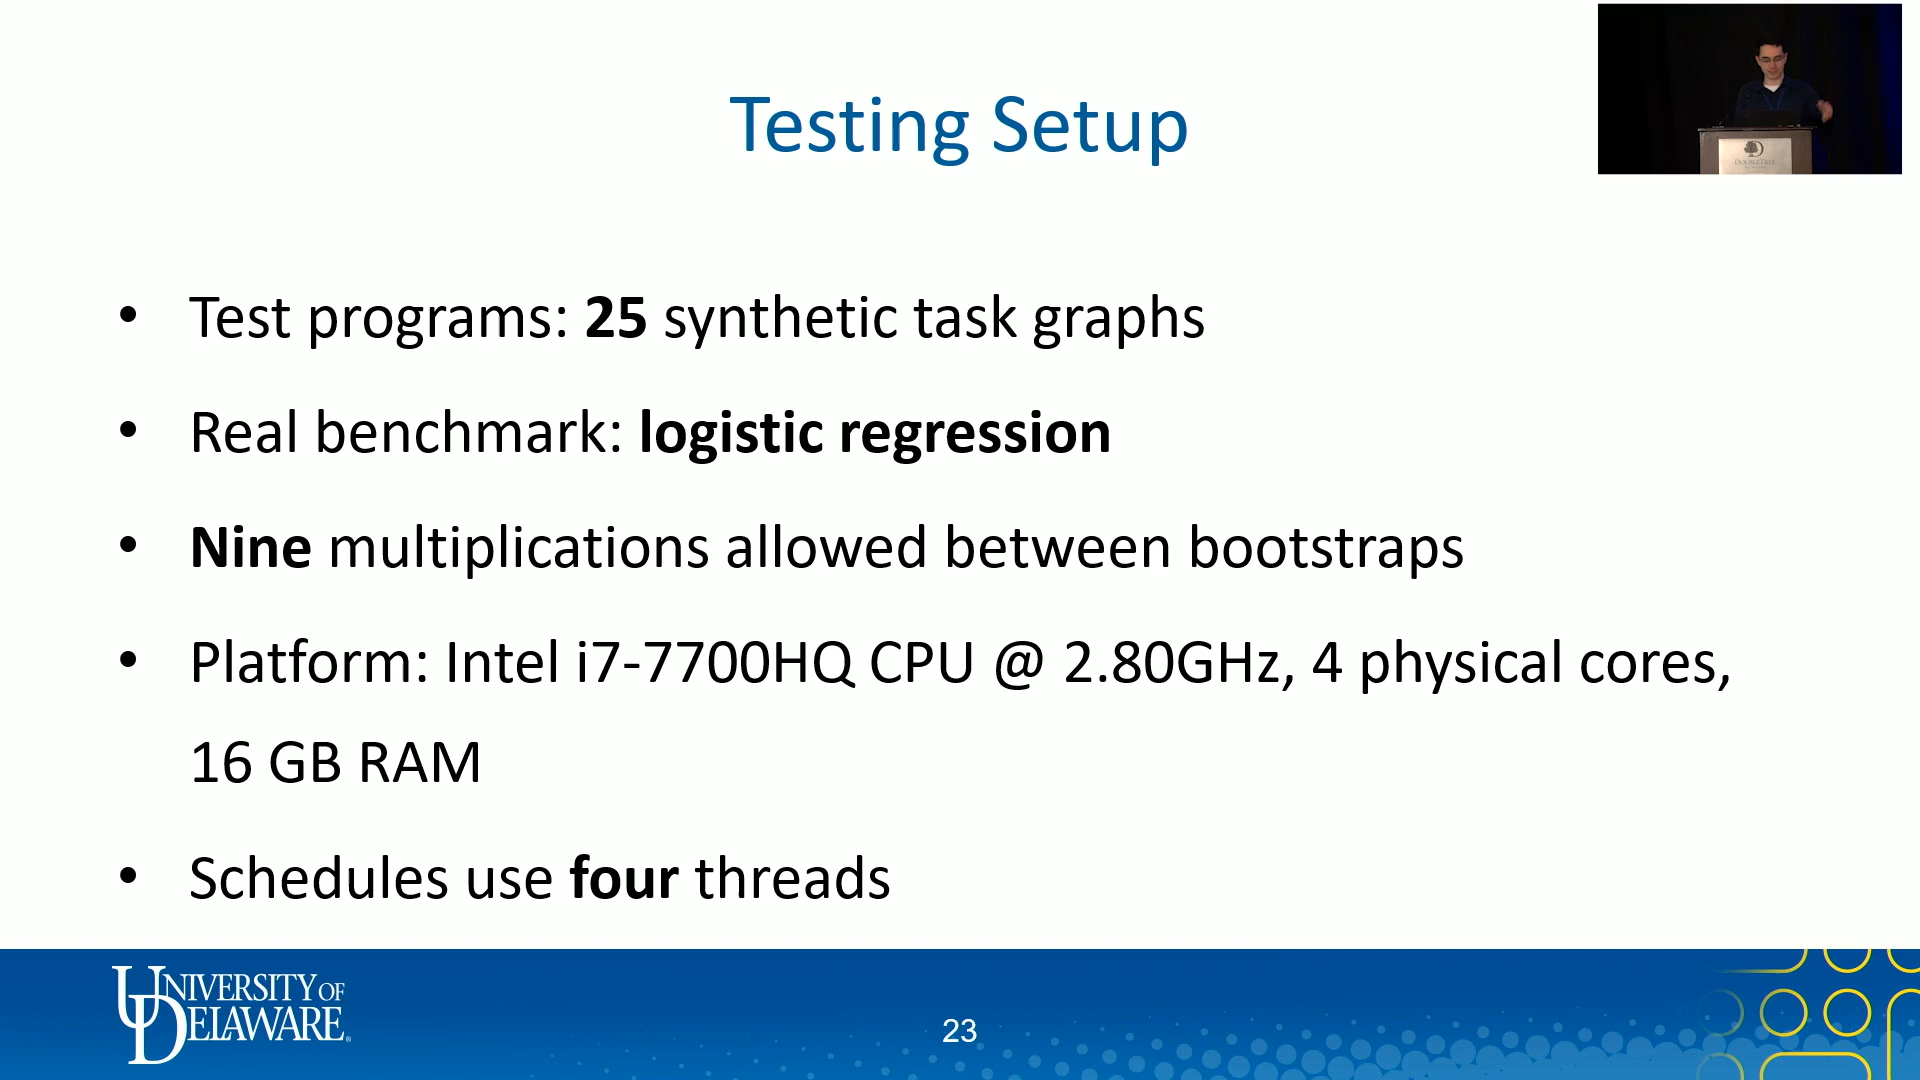 Testing Setup
DOUBLETREE
• Test programs: 25 synthetic task graphs
• Real benchmark: logistic regression
• Nine multiplications allowed between bootstraps
• Platform: Intel i7-7700HQ CPU @ 2.80GHz, 4 physical cores,
16 GB RAM
• Schedules use four threads
UNIVERSITY OF
DELAWARE.
23